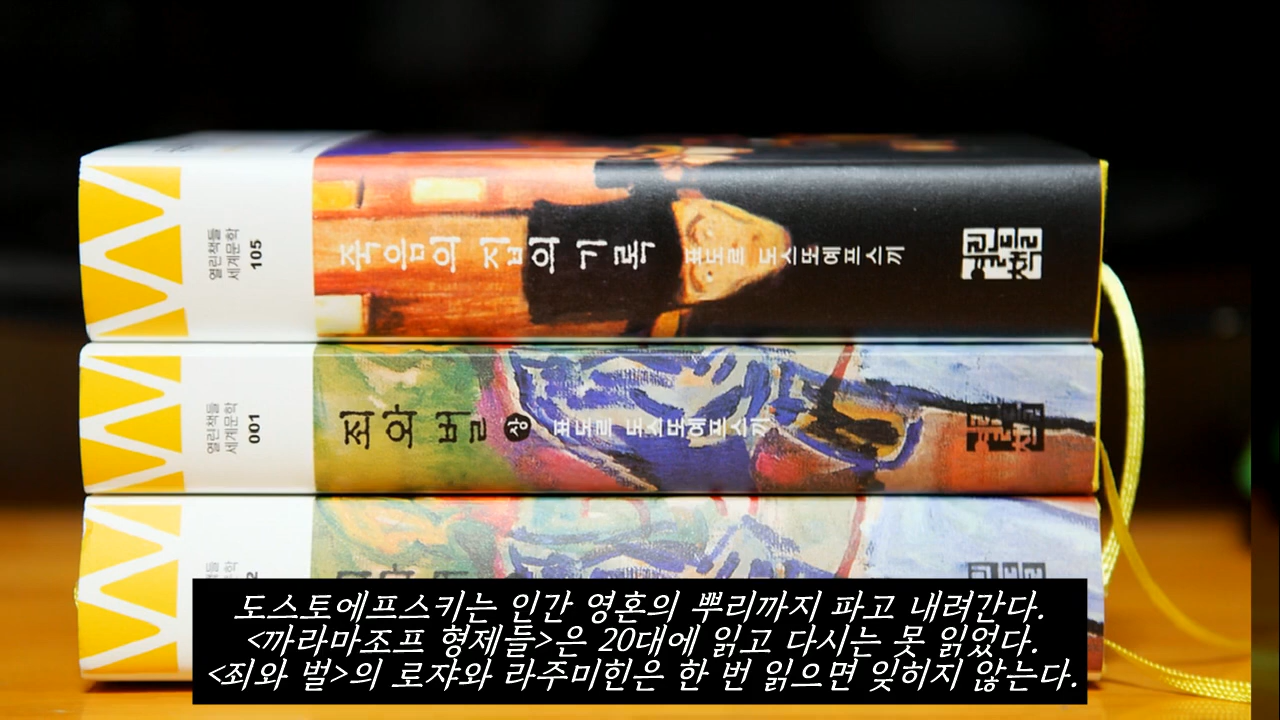 열린책들
세계문학
105
죽음의 집의 기록 표도르 도스또예프스끼
열린책들
열린책들
세계문학
001
죄와 벌 상 표도르 도스또예프스끼
열린책들
도스토에프스키는 인간 영혼의 뿌리까지 파고 내려간다.
<까라마조프 형제들>은 20대에 읽고 다시는 못 읽었다.
<죄와 벌>의 로쟈와 라주미힌은 한 번 읽으면 잊히지 않는다.